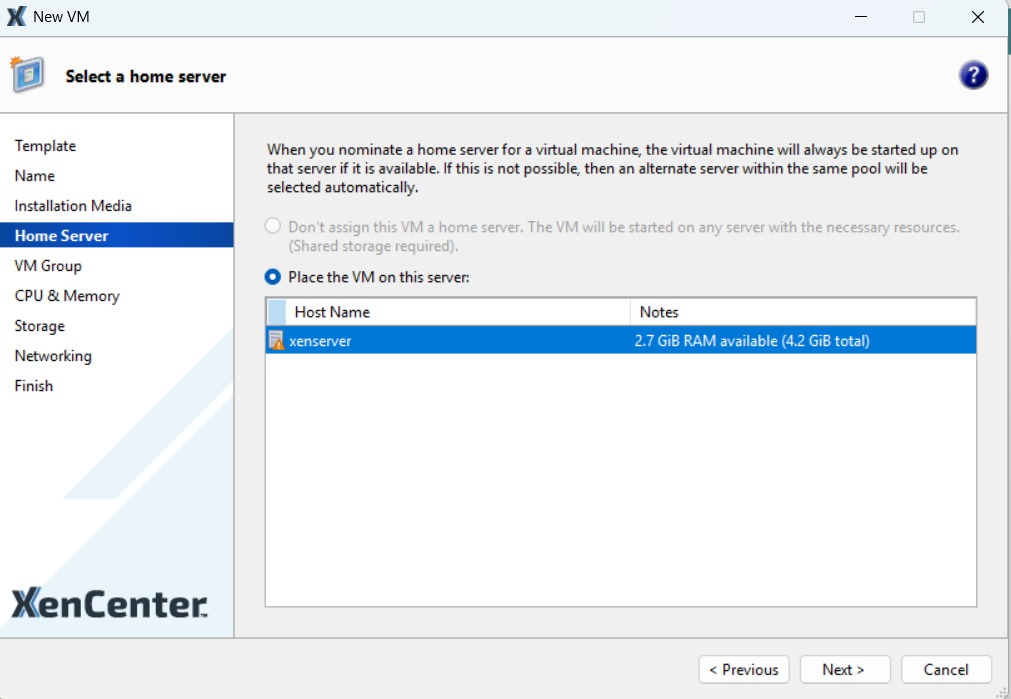 New VM
Select a home server
?
Template
Name
Installation Media
Home Server
VM Group
CPU & Memory
Storage
Networking
Finish
XenCenter™
When you nominate a home server for a virtual machine, the virtual machine will always be started up on
that server if it is available. If this is not possible, then an alternate server within the same pool will be
selected automatically.
Don't assign this VM a home server. The VM will be started on any server with the necessary resources.
(Shared storage required).
Place the VM on this server:
Host Name Notes
xenserver 2.7 GiB RAM available (4.2 GiB total)
< Previous Next > Cancel